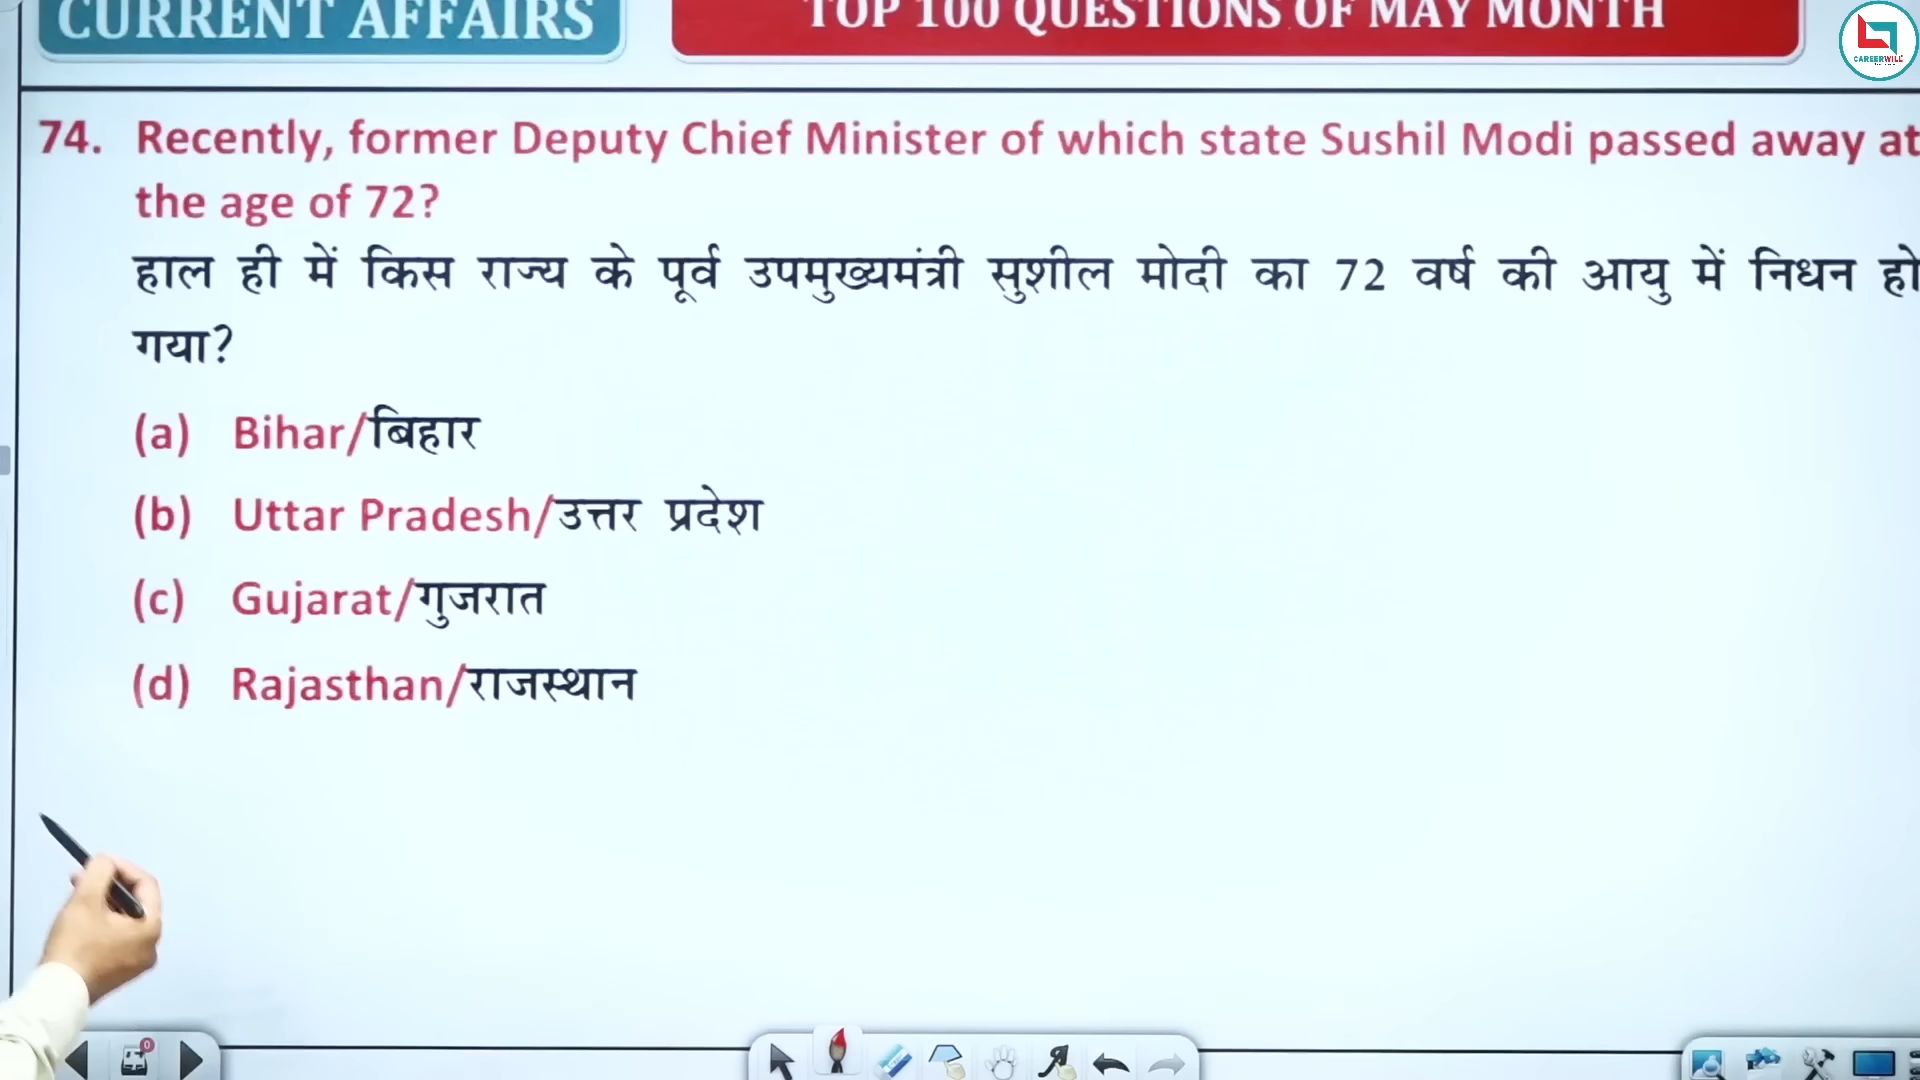 CURRENT AFFAIRS
TOP 100 QUESTIONS OF MAY MONTH
CAREERWILL
74. Recently, former Deputy Chief Minister of which state Sushil Modi passed away at
the age of 72?
हाल ही में किस राज्य के पूर्व उपमुख्यमंत्री सुशील मोदी का 72 वर्ष की आयु में निधन हो
गया?
(a) Bihar/बिहार
(b) Uttar Pradesh/उत्तर प्रदेश
(c) Gujarat/गुजरात
(d) Rajasthan/राजस्थान
0